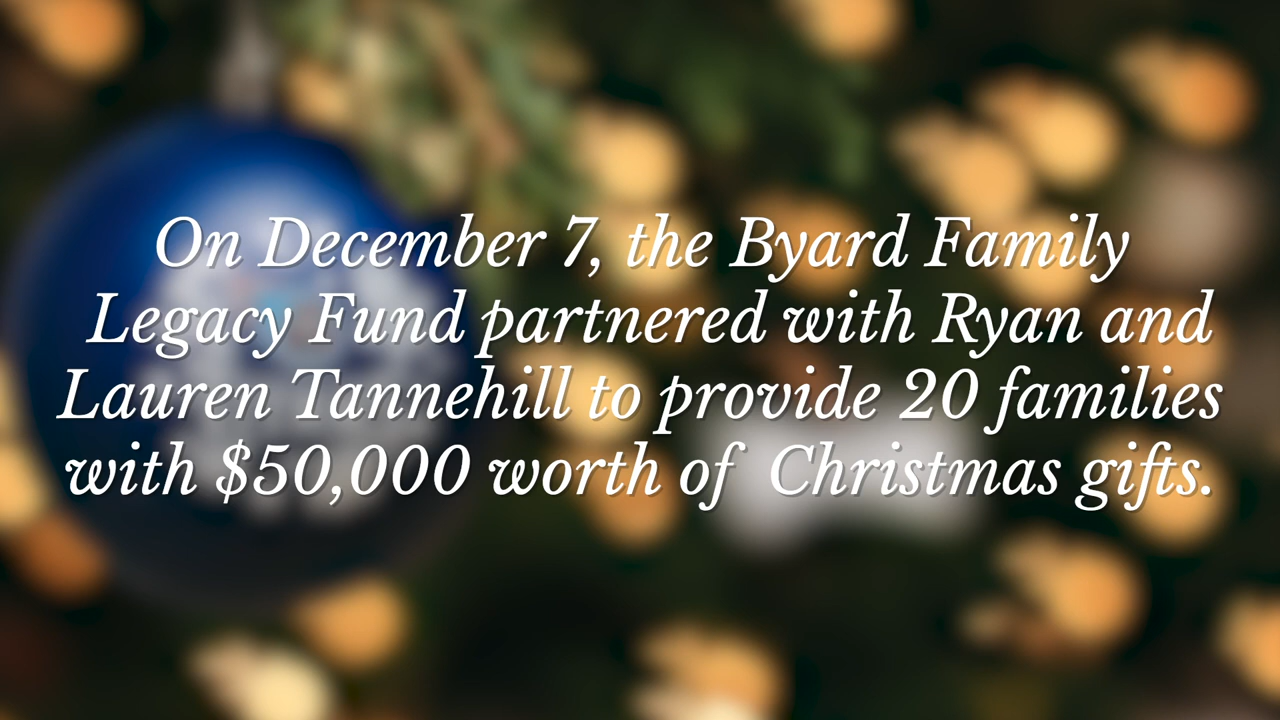 On December 7, the Byard Family
Legacy Fund partnered with Ryan and
Lauren Tannehill to provide 20 families
with $50,000 worth of  Christmas gifts.